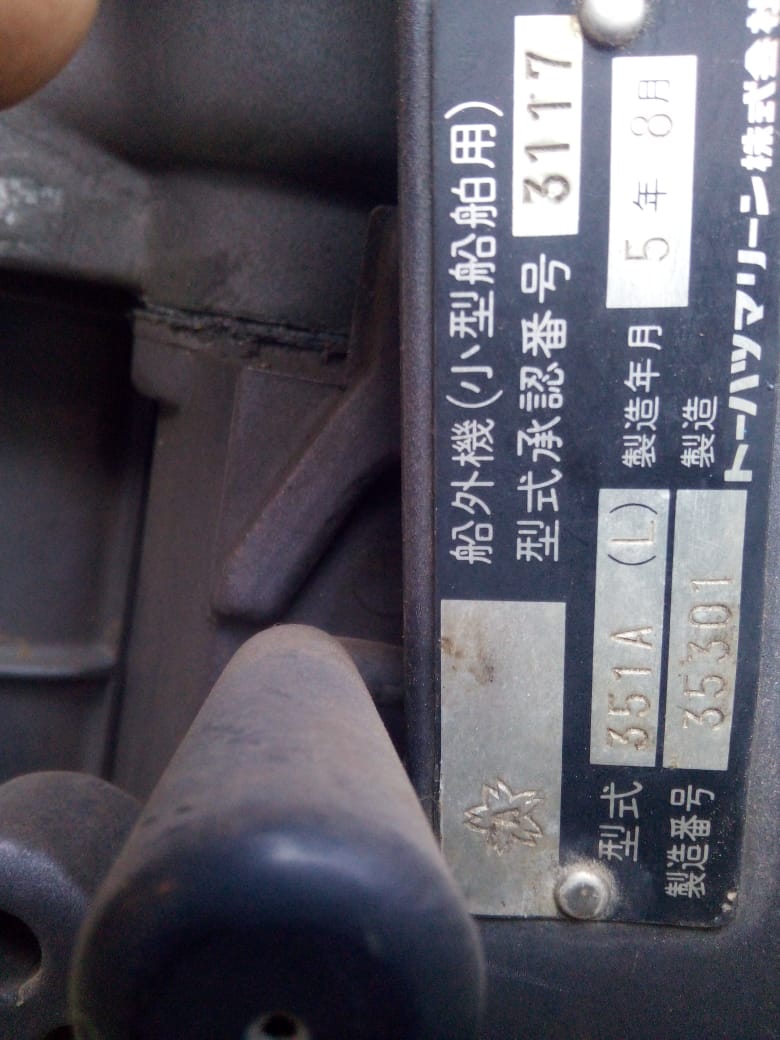 船外機(小型船舶用)
型式承認番号 3117
型式 351A (L) 製造年月 5年 8月
製造番号 35301 製造
トーハツマリーン株式会社